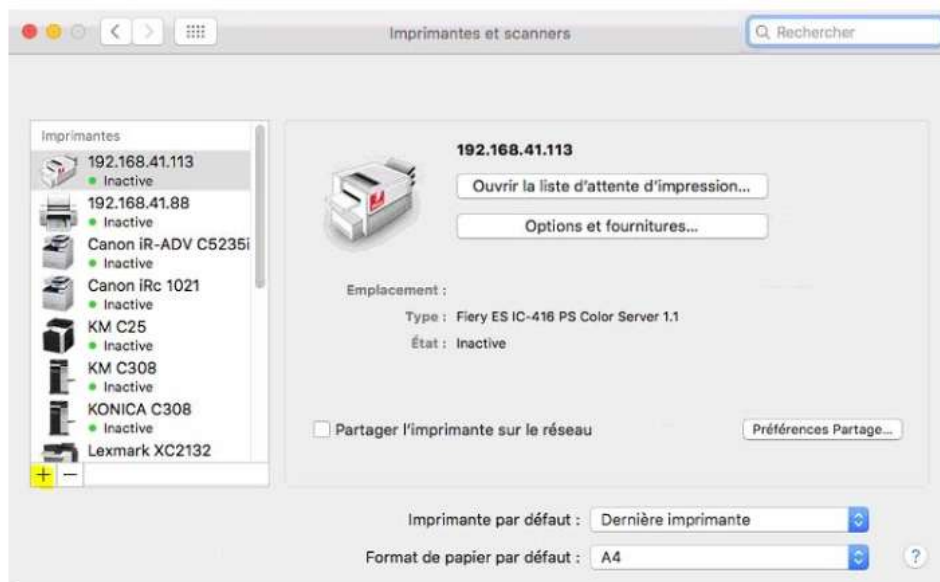 Imprimantes et scanners
Rechercher
Imprimantes
192.168.41.113
Inactive
192.168.41.88
Inactive
Canon iR-ADV C5235i
Inactive
Canon iRc 1021
Inactive
KM C25
Inactive
KM C308
Inactive
KONICA C308
Inactive
Lexmark XC2132
+ −
192.168.41.113
Ouvrir la liste d'attente d'impression...
Options et fournitures...
Emplacement :
Type : Fiery ES IC-416 PS Color Server 1.1
État : Inactive
Partager l'imprimante sur le réseau
Préférences Partage...
Imprimante par défaut : Dernière imprimante
Format de papier par défaut : A4
?